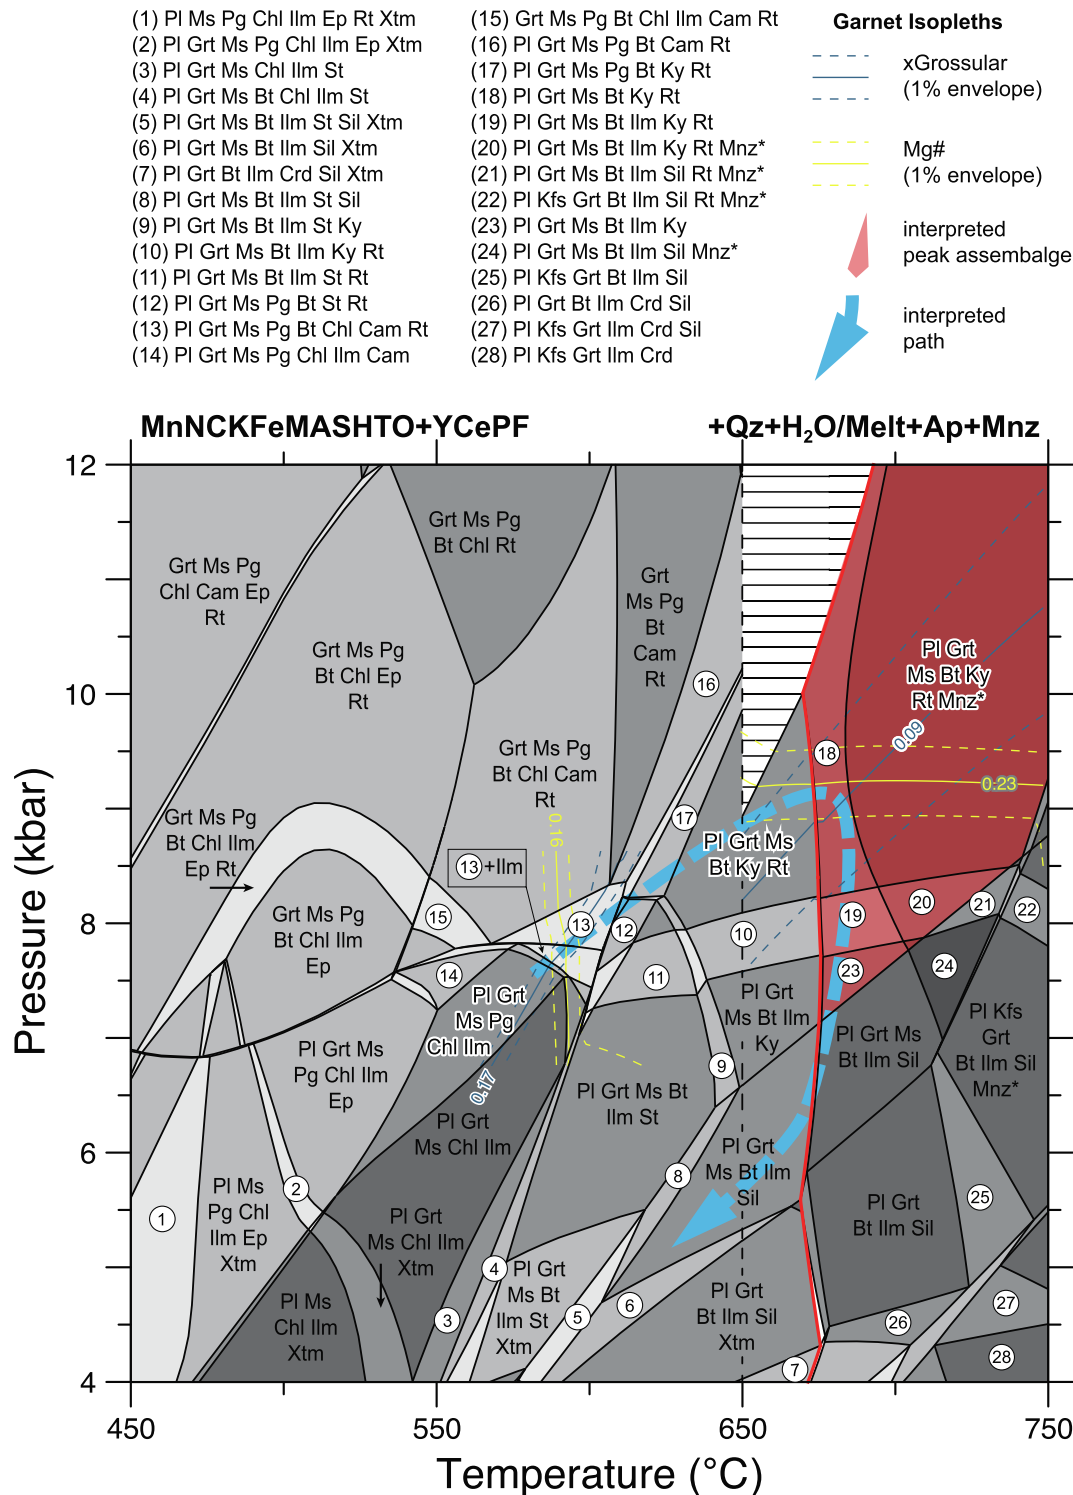 (1) Pl Ms Pg Chl Ilm Ep Rt Xtm
(2) Pl Grt Ms Pg Chl Ilm Ep Xtm
(3) Pl Grt Ms Chl Ilm St
(4) Pl Grt Ms Bt Chl Ilm St
(5) Pl Grt Ms Bt Ilm St Sil Xtm
(6) Pl Grt Ms Bt Ilm Sil Xtm
(7) Pl Grt Bt Ilm Crd Sil Xtm
(8) Pl Grt Ms Bt Ilm St Sil
(9) Pl Grt Ms Bt Ilm St Ky
(10) Pl Grt Ms Bt Ilm Ky Rt
(11) Pl Grt Ms Bt Ilm St Rt
(12) Pl Grt Ms Pg Bt St Rt
(13) Pl Grt Ms Pg Bt Chl Cam Rt
(14) Pl Grt Ms Pg Chl Ilm Cam
(15) Grt Ms Pg Bt Chl Ilm Cam Rt
(16) Pl Grt Ms Pg Bt Cam Rt
(17) Pl Grt Ms Pg Bt Ky Rt
(18) Pl Grt Ms Bt Ky Rt
(19) Pl Grt Ms Bt Ilm Ky Rt
(20) Pl Grt Ms Bt Ilm Ky Rt Mnz*
(21) Pl Grt Ms Bt Ilm Sil Rt Mnz*
(22) Pl Kfs Grt Bt Ilm Sil Rt Mnz*
(23) Pl Grt Ms Bt Ilm Ky
(24) Pl Grt Ms Bt Ilm Sil Mnz*
(25) Pl Kfs Grt Bt Ilm Sil
(26) Pl Grt Bt Ilm Crd Sil
(27) Pl Kfs Grt Ilm Crd Sil
(28) Pl Kfs Grt Ilm Crd
Garnet Isopleths
xGrossular
(1% envelope)
Mg#
(1% envelope)
interpreted
peak assembalge
interpreted
path
MnNCKFeMASHTO+YCePF
+Qz+H₂O/Melt+Ap+Mnz
12
10
8
6
4
Pressure (kbar)
Grt Ms Pg
Chl Cam Ep
Rt
Grt Ms Pg
Bt Chl Rt
Grt Ms Pg
Bt Chl Ep
Rt
Grt
Ms Pg
Bt
Cam
Rt
16
Pl Grt
Ms Bt Ky
Rt Mnz*
0.09
18
0.23
Grt Ms Pg
Bt Chl Cam
Rt
0.16
Grt Ms Pg
Bt Chl Ilm
Ep Rt
17
Pl Grt Ms
Bt Ky Rt
13 +Ilm
15
13
12
10
19
20
21
22
Grt Ms Pg
Bt Chl Ilm
Ep
14
11
23
24
Pl Grt
Ms Pg
Chl Ilm
0.17
Pl Grt
Ms Bt Ilm
Ky
Pl Grt Ms
Bt Ilm Sil
Pl Kfs
Grt
Bt Ilm Sil
Mnz*
Pl Grt Ms
Pg Chl Ilm
Ep
9
Pl Grt Ms Bt
Ilm St
Pl Grt
Ms Chl Ilm
8
Pl Grt
Ms Bt Ilm
Sil
2
1
Pl Ms
Pg Chl
Ilm Ep
Xtm
Pl Grt
Ms Chl Ilm
Xtm
Pl Grt
Bt Ilm Sil
25
4
Pl Grt
Ms Bt
Ilm St
Xtm
Pl Ms
Chl Ilm
Xtm
3
5
6
Pl Grt
Bt Ilm Sil
Xtm
7
26
27
28
450
550
650
750
Temperature (°C)